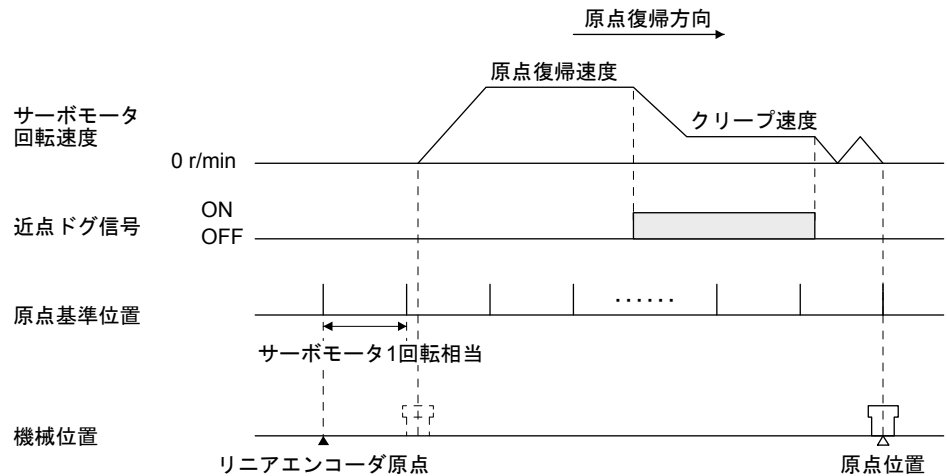 原点復帰方向
原点復帰速度
サーボモータ
回転速度
クリープ速度
0 r/min
近点ドグ信号
ON
OFF
原点基準位置
......
サーボモータ1回転相当
機械位置
リニアエンコーダ原点
原点位置